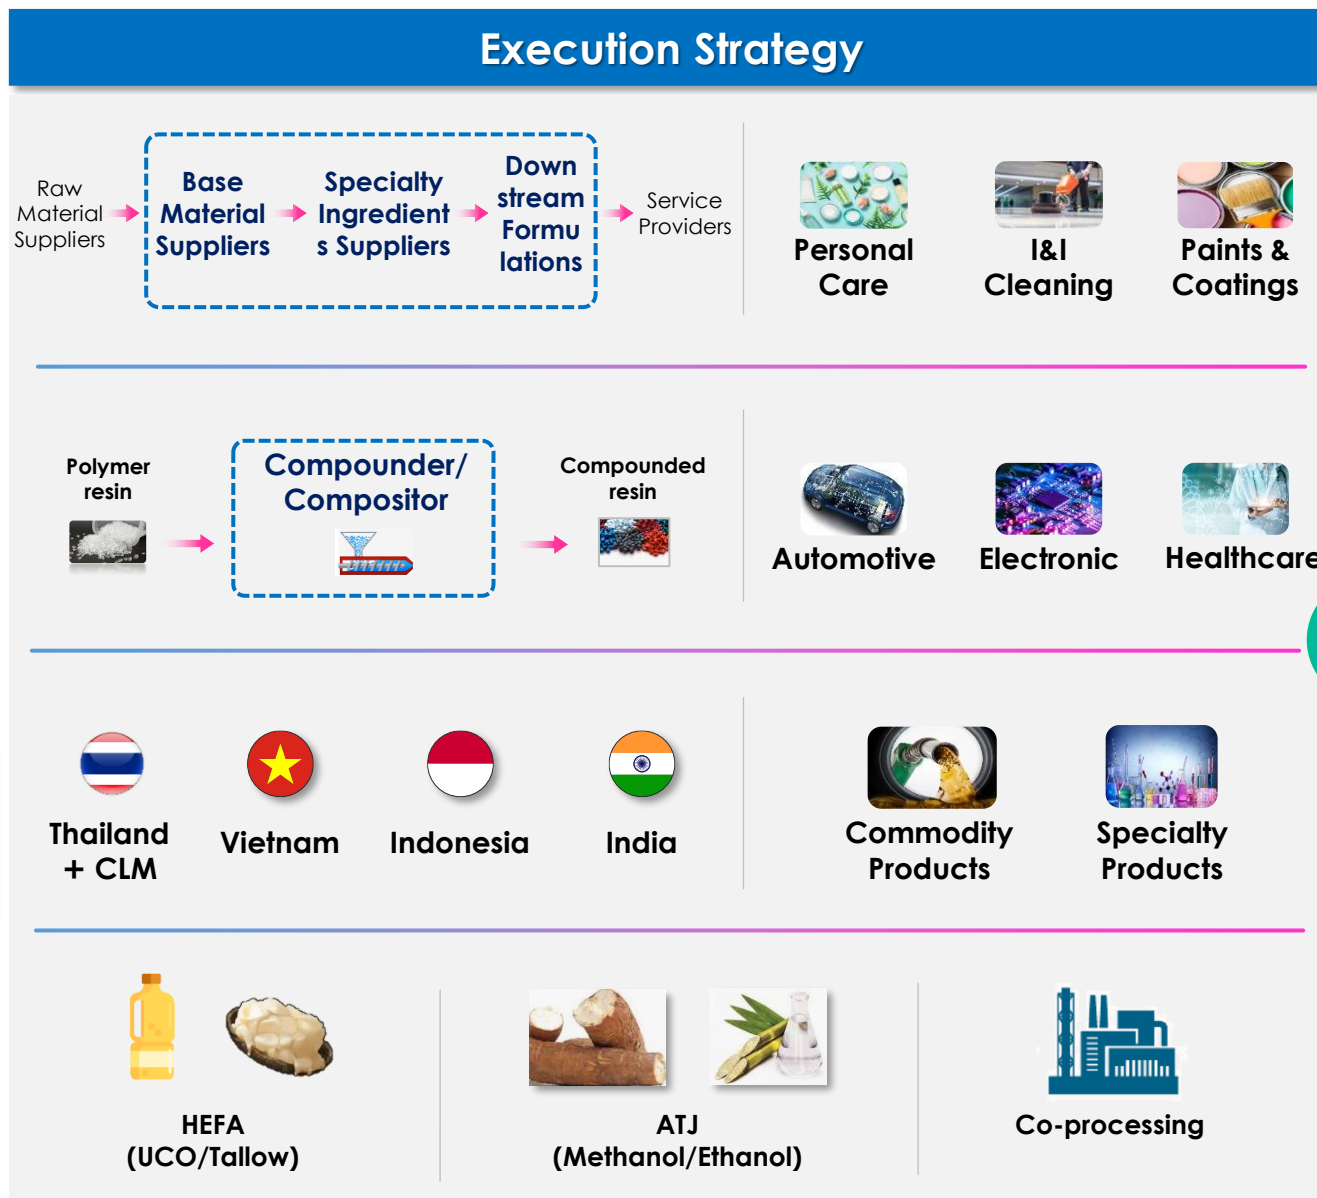 Execution Strategy
Raw
Material
Suppliers
Base
Material
Suppliers
Specialty
Ingredient
s Suppliers
Down
stream
Formu
lations
Service
Providers
Personal
Care
I&I
Cleaning
Paints &
Coatings
Polymer
resin
Compounder/
Compositor
Compounded
resin
Automotive
Electronic
Healthcare
Thailand
+ CLM
Vietnam
Indonesia
India
Commodity
Products
Specialty
Products
HEFA
(UCO/Tallow)
ATJ
(Methanol/Ethanol)
Co-processing